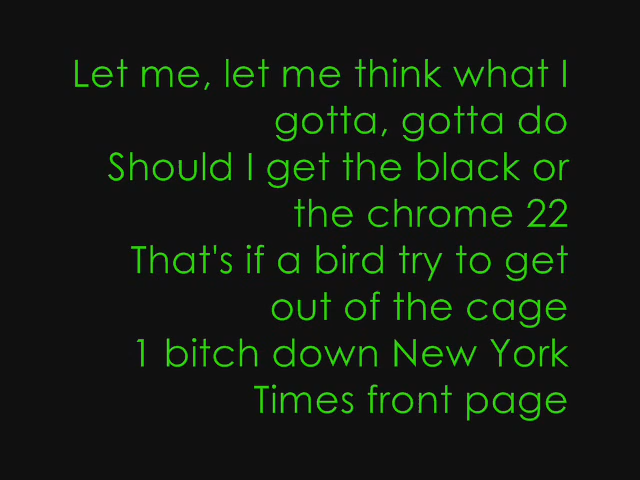 Let me, let me think what I
gotta, gotta do
Should I get the black or
the chrome 22
That's if a bird try to get
out of the cage
1 bitch down New York
Times front page